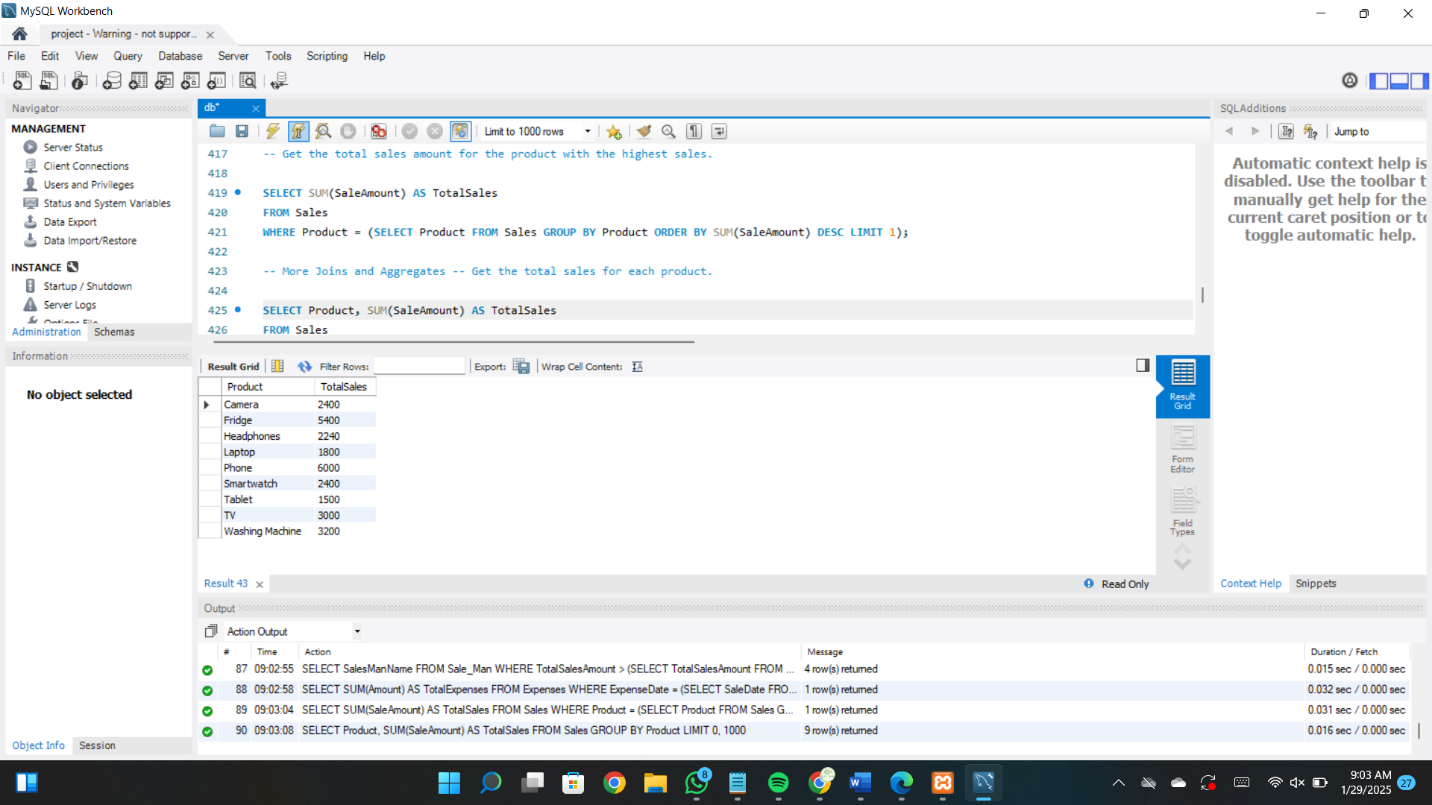 MySQL Workbench
project - Warning - not suppor...
File Edit View Query Database Server Tools Scripting Help
Navigator
MANAGEMENT
Server Status
Client Connections
Users and Privileges
Status and System Variables
Data Export
Data Import/Restore
INSTANCE
Startup / Shutdown
Server Logs
Administration Schemas
Information
No object selected
Object Info Session
db*
Limit to 1000 rows
417 -- Get the total sales amount for the product with the highest sales.
418
419 SELECT SUM(SaleAmount) AS TotalSales
420 FROM Sales
421 WHERE Product = (SELECT Product FROM Sales GROUP BY Product ORDER BY SUM(SaleAmount) DESC LIMIT 1);
422
423 -- More Joins and Aggregates -- Get the total sales for each product.
424
425 SELECT Product, SUM(SaleAmount) AS TotalSales
426 FROM Sales
Result Grid Filter Rows: Export: Wrap Cell Content:
Product TotalSales
Camera 2400
Fridge 5400
Headphones 2240
Laptop 1800
Phone 6000
Smartwatch 2400
Tablet 1500
TV 3000
Washing Machine 3200
Result
Grid
Form
Editor
Field
Types
Result 43
Read Only
SQLAdditions
Jump to
Automatic context help is
disabled. Use the toolbar t
manually get help for the
current caret position or to
toggle automatic help.
Context Help Snippets
Output
Action Output
# Time Action Message Duration / Fetch
87 09:02:55 SELECT SalesManName FROM Sale_Man WHERE TotalSalesAmount > (SELECT TotalSalesAmount FROM ... 4 row(s) returned 0.015 sec / 0.000 sec
88 09:02:58 SELECT SUM(Amount) AS TotalExpenses FROM Expenses WHERE ExpenseDate = (SELECT SaleDate FRO... 1 row(s) returned 0.032 sec / 0.000 sec
89 09:03:04 SELECT SUM(SaleAmount) AS TotalSales FROM Sales WHERE Product = (SELECT Product FROM Sales G... 1 row(s) returned 0.031 sec / 0.000 sec
90 09:03:08 SELECT Product, SUM(SaleAmount) AS TotalSales FROM Sales GROUP BY Product LIMIT 0, 1000 9 row(s) returned 0.016 sec / 0.000 sec
8
9:03 AM
1/29/2025
27